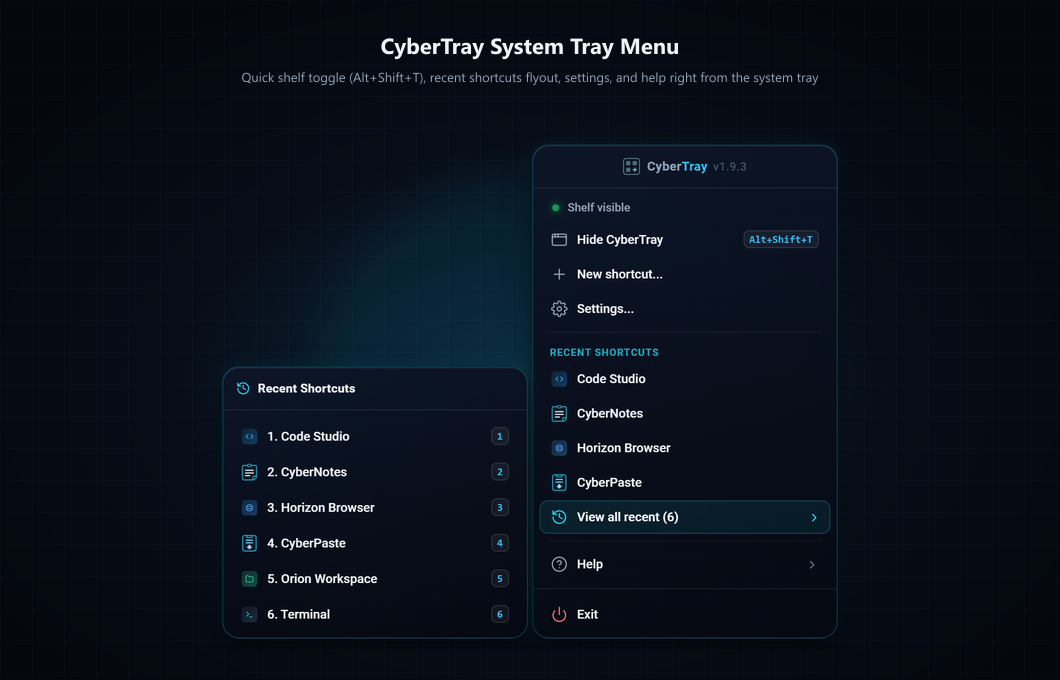 CyberTray System Tray Menu
Quick shelf toggle (Alt+Shift+T), recent shortcuts flyout, settings, and help right from the system tray
CyberTray v1.9.3
Shelf visible
Hide CyberTray Alt+Shift+T
New shortcut...
Settings...
RECENT SHORTCUTS
Code Studio
CyberNotes
Horizon Browser
CyberPaste
View all recent (6)
Help
Exit
Recent Shortcuts
1. Code Studio 1
2. CyberNotes 2
3. Horizon Browser 3
4. CyberPaste 4
5. Orion Workspace 5
6. Terminal 6